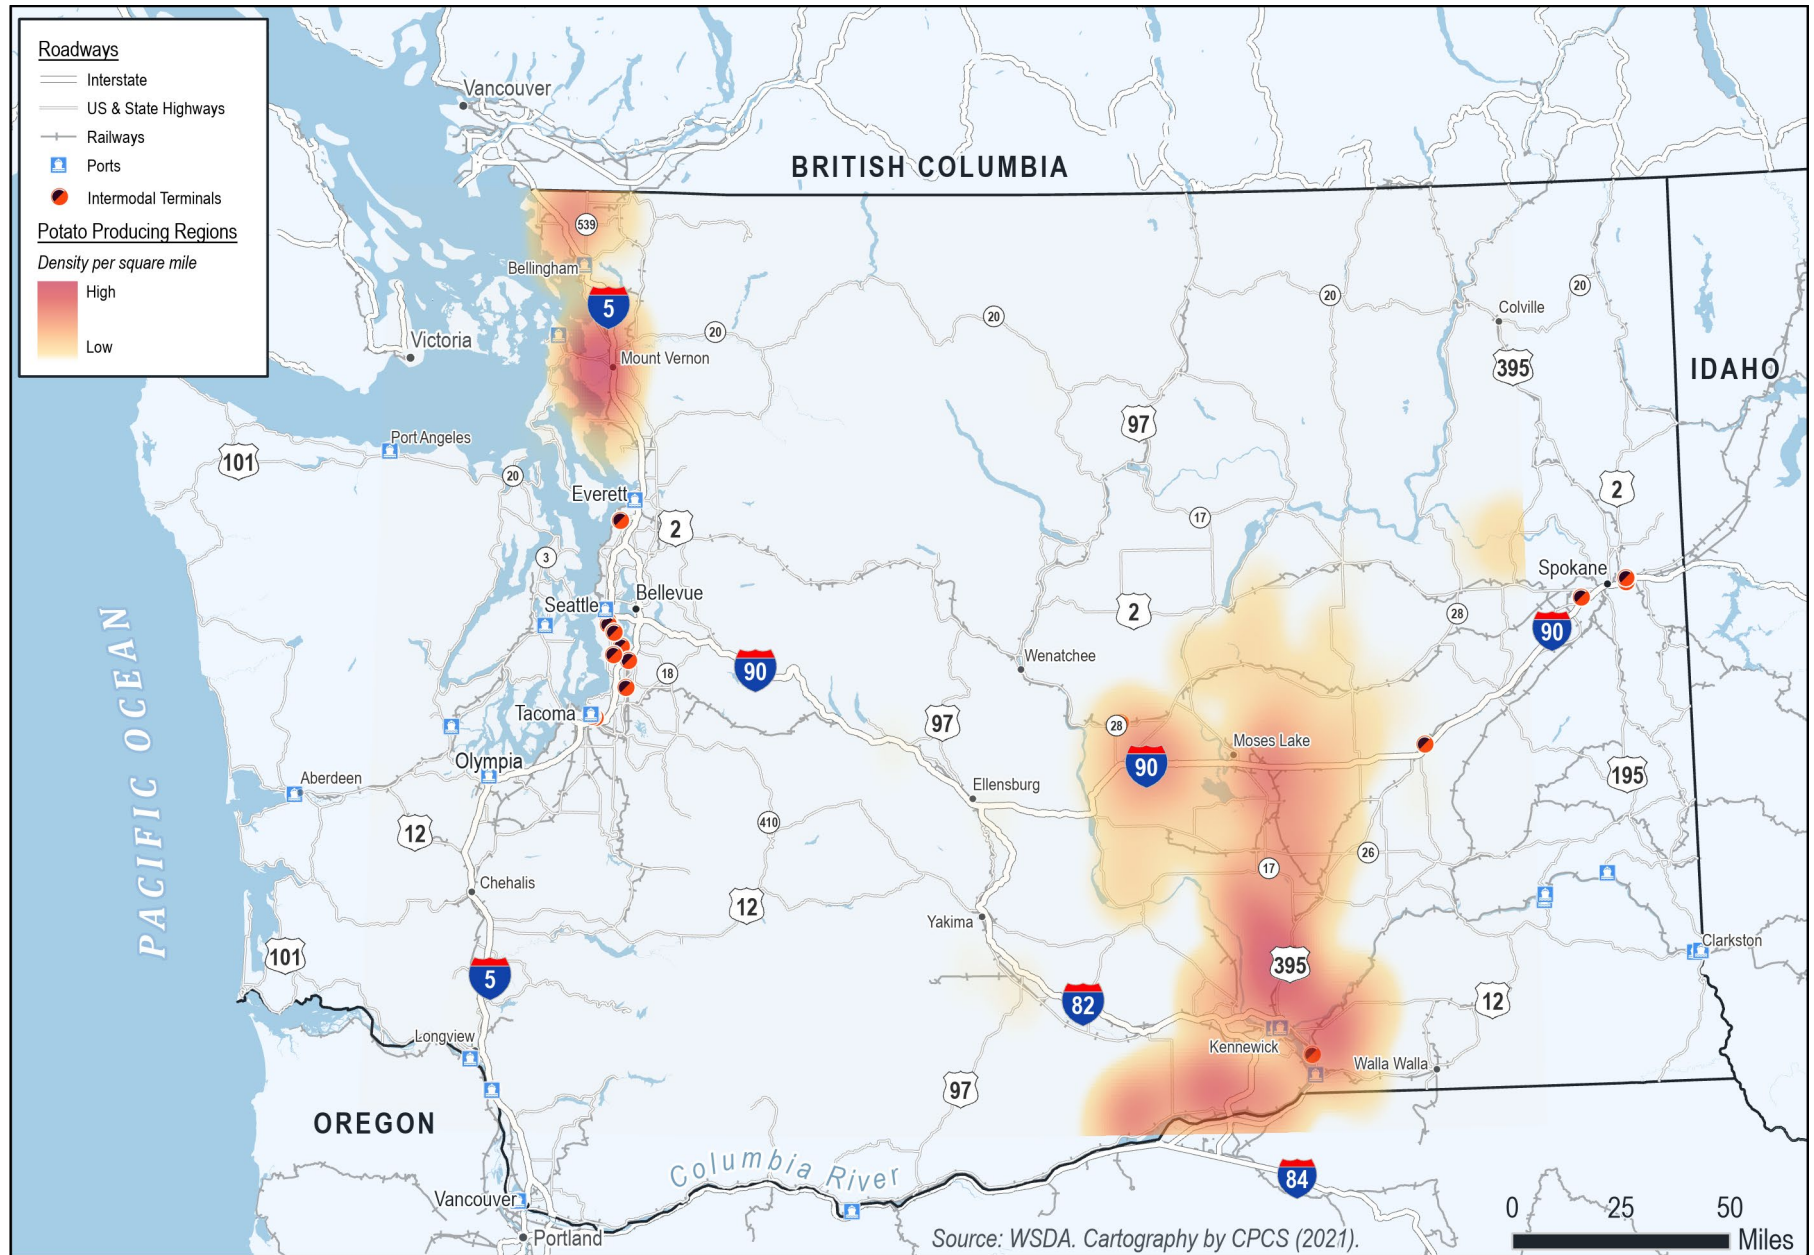 Roadways
Interstate
US & State Highways
Railways
Ports
Intermodal Terminals
Potato Producing Regions
Density per square mile
High
Low
Vancouver
BRITISH COLUMBIA
539
Bellingham
5
20
20
20
20
Colville
Victoria
Mount Vernon
395
IDAHO
97
Port Angeles
101
20
Everett
2
2
17
3
Spokane
Seattle
Bellevue
2
28
90
Wenatchee
90
18
Tacoma
97
28
Moses Lake
90
Olympia
195
Aberdeen
Ellensburg
12
410
26
17
Chehalis
12
Yakima
PACIFIC OCEAN
101
5
395
Clarkston
82
12
Longview
Kennewick
Walla Walla
97
OREGON
Columbia River
84
Vancouver
Portland
0 25 50
Miles
Source: WSDA. Cartography by CPCS (2021).